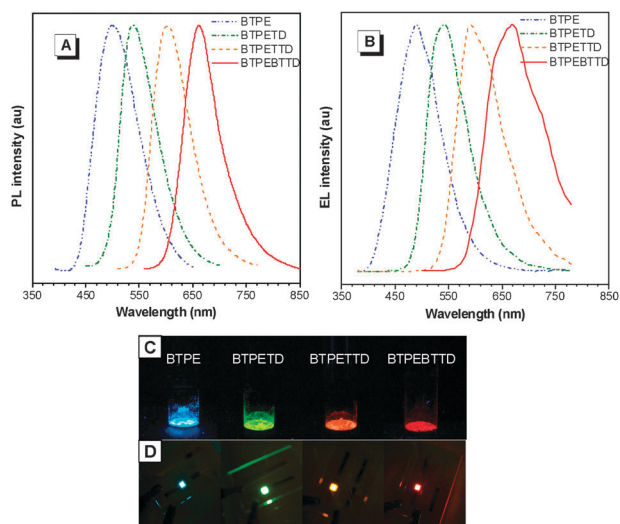 A
BTPE
BTPETD
BTPETTD
BTPEBTTD
PL intensity (au)
350 450 550 650 750 850
Wavelength (nm)
B
BTPE
BTPETD
BTPETTD
BTPEBTTD
EL intensity (au)
350 450 550 650 750 850
Wavelength (nm)
C
BTPE BTPETD BTPETTD BTPEBTTD
D